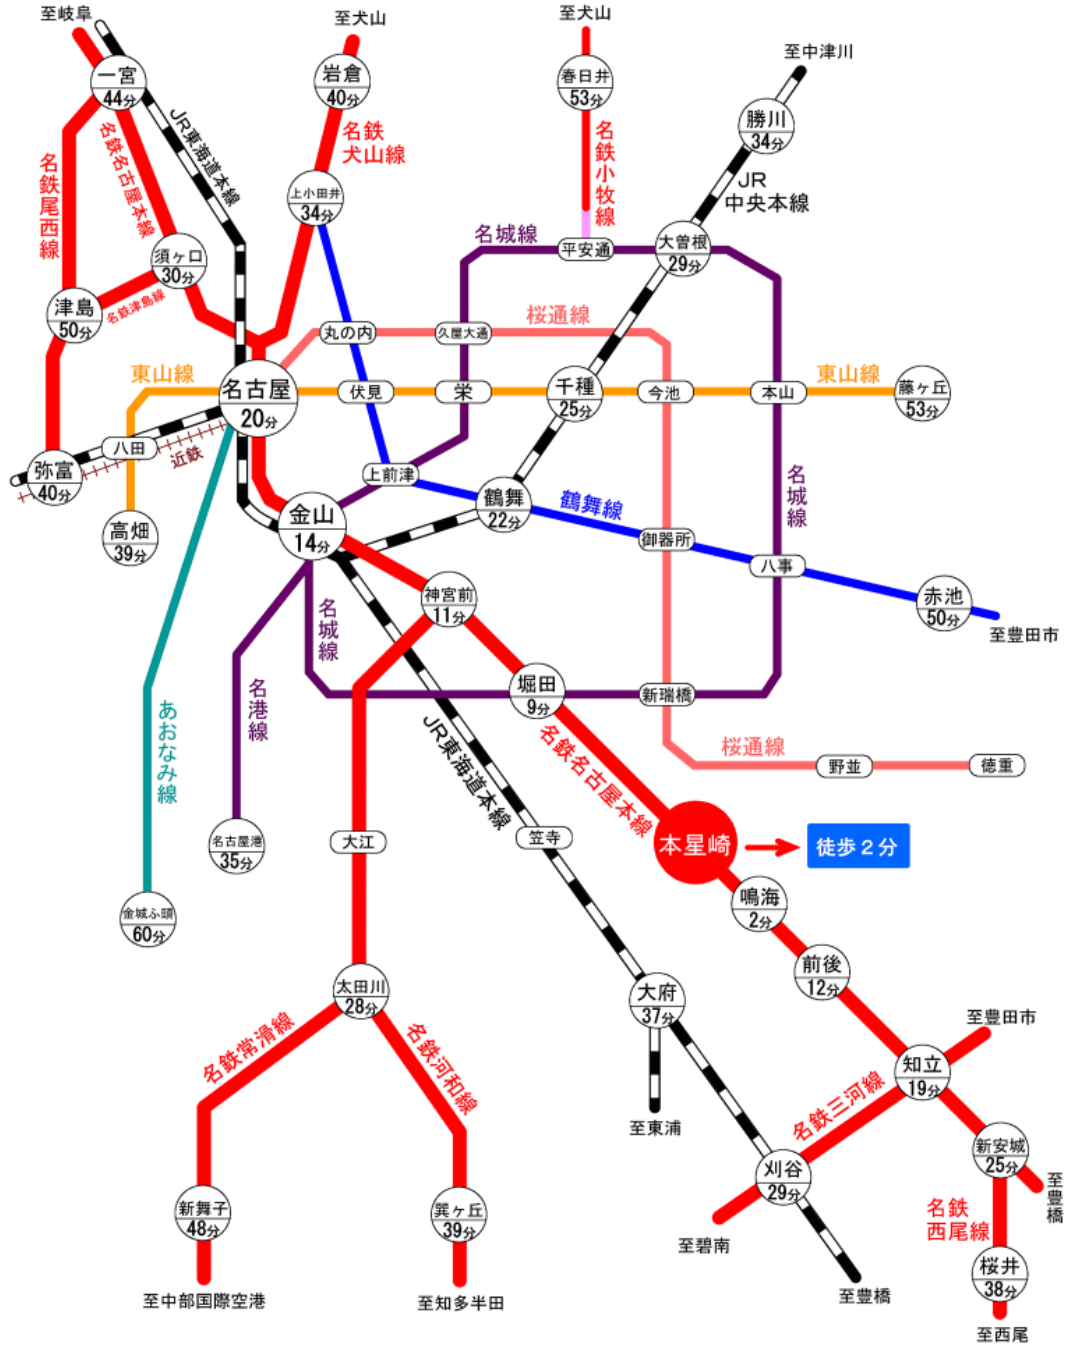 至岐阜
至犬山
至犬山
至中津川
一宮
44分
岩倉
40分
春日井
53分
勝川
34分
JR東海道本線
名鉄名古屋本線
名鉄尾西線
名鉄
犬山線
名鉄小牧線
JR
中央本線
上小田井
34分
名城線
平安通
大曽根
29分
須ヶ口
30分
津島
50分
名鉄津島線
丸の内
久屋大通
桜通線
東山線
名古屋
20分
伏見
栄
千種
25分
今池
本山
東山線
藤ヶ丘
53分
八田
近鉄
弥富
40分
上前津
鶴舞
22分
鶴舞線
名城線
高畑
39分
金山
14分
御器所
八事
神宮前
11分
赤池
50分
至豊田市
名城線
堀田
9分
新瑞橋
名港線
あおなみ線
JR東海道本線
名鉄名古屋本線
桜通線
野並
徳重
名古屋港
35分
大江
笠寺
本星崎
徒歩2分
金城ふ頭
60分
鳴海
2分
前後
12分
太田川
28分
大府
37分
至豊田市
名鉄常滑線
名鉄河和線
知立
19分
名鉄三河線
至東浦
新安城
25分
刈谷
29分
至豊橋
新舞子
48分
巽ヶ丘
39分
名鉄
西尾線
至碧南
桜井
38分
至中部国際空港
至知多半田
至豊橋
至西尾